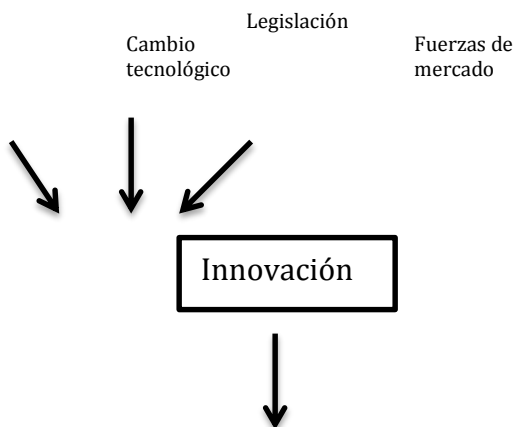 Legislación
Cambio
tecnológico
Fuerzas de
mercado
Innovación